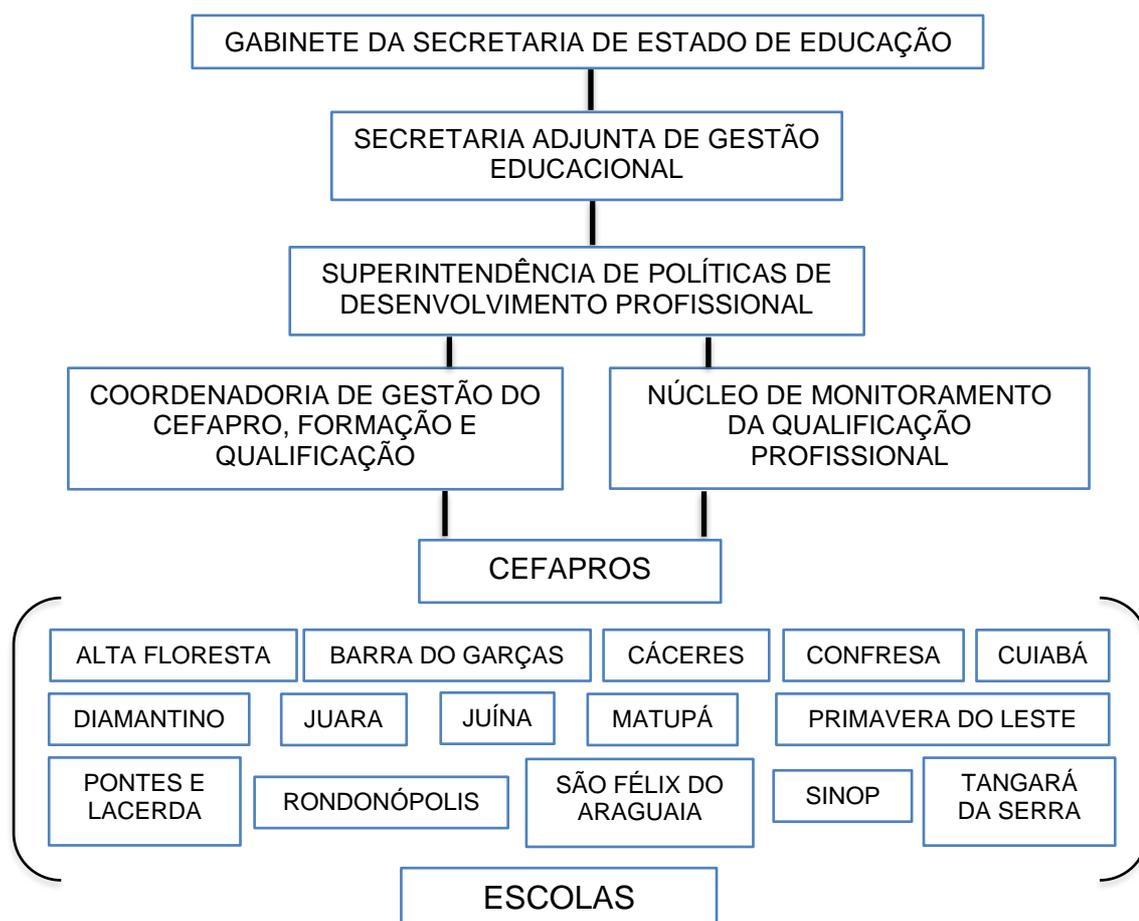 GABINETE DA SECRETARIA DE ESTADO DE EDUCAÇÃO
SECRETARIA ADJUNTA DE GESTÃO
EDUCACIONAL
SUPERINTENDÊNCIA DE POLÍTICAS DE
DESENVOLVIMENTO PROFISSIONAL
COORDENADORIA DE GESTÃO DO
CEFAPRO, FORMAÇÃO E
QUALIFICAÇÃO
NÚCLEO DE MONITORAMENTO
DA QUALIFICAÇÃO
PROFISSIONAL
CEFAPROS
ALTA FLORESTA
BARRA DO GARÇAS
CÁCERES
CONFRESA
CUIABÁ
DIAMANTINO
JUARA
JUÍNA
MATUPÁ
PRIMAVERA DO LESTE
PONTES E
LACERDA
RONDONÓPOLIS
SÃO FÉLIX DO
ARAGUAIA
SINOP
TANGARÁ
DA SERRA
ESCOLAS